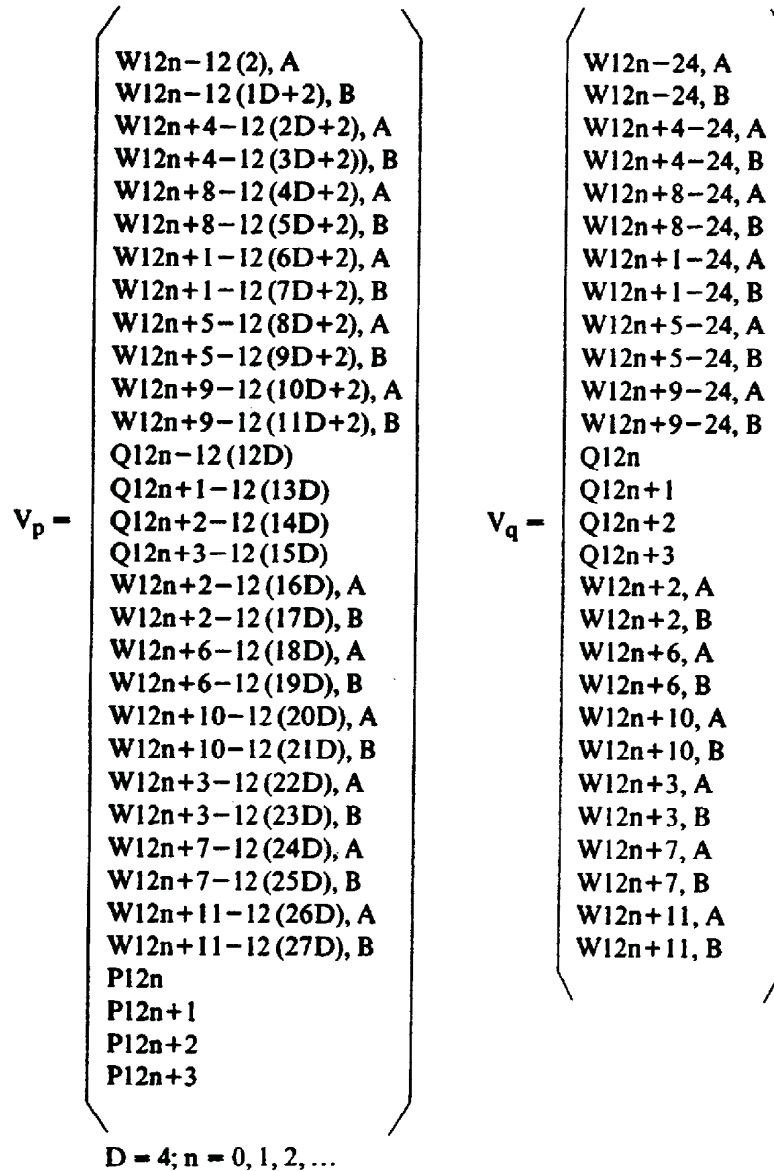 W12n−12(2), A
W12n−12(1D+2), B
W12n+4−12(2D+2), A
W12n+4−12(3D+2)), B
W12n+8−12(4D+2), A
W12n+8−12(5D+2), B
W12n+1−12(6D+2), A
W12n+1−12(7D+2), B
W12n+5−12(8D+2), A
W12n+5−12(9D+2), B
W12n+9−12(10D+2), A
W12n+9−12(11D+2), B
Q12n−12(12D)
Q12n+1−12(13D)
Vp = Q12n+2−12(14D)
Q12n+3−12(15D)
W12n+2−12(16D), A
W12n+2−12(17D), B
W12n+6−12(18D), A
W12n+6−12(19D), B
W12n+10−12(20D), A
W12n+10−12(21D), B
W12n+3−12(22D), A
W12n+3−12(23D), B
W12n+7−12(24D), A
W12n+7−12(25D), B
W12n+11−12(26D), A
W12n+11−12(27D), B
P12n
P12n+1
P12n+2
P12n+3
D = 4; n = 0, 1, 2, ...
W12n−24, A
W12n−24, B
W12n+4−24, A
W12n+4−24, B
W12n+8−24, A
W12n+8−24, B
W12n+1−24, A
W12n+1−24, B
W12n+5−24, A
W12n+5−24, B
W12n+9−24, A
W12n+9−24, B
Q12n
Q12n+1
Vq = Q12n+2
Q12n+3
W12n+2, A
W12n+2, B
W12n+6, A
W12n+6, B
W12n+10, A
W12n+10, B
W12n+3, A
W12n+3, B
W12n+7, A
W12n+7, B
W12n+11, A
W12n+11, B